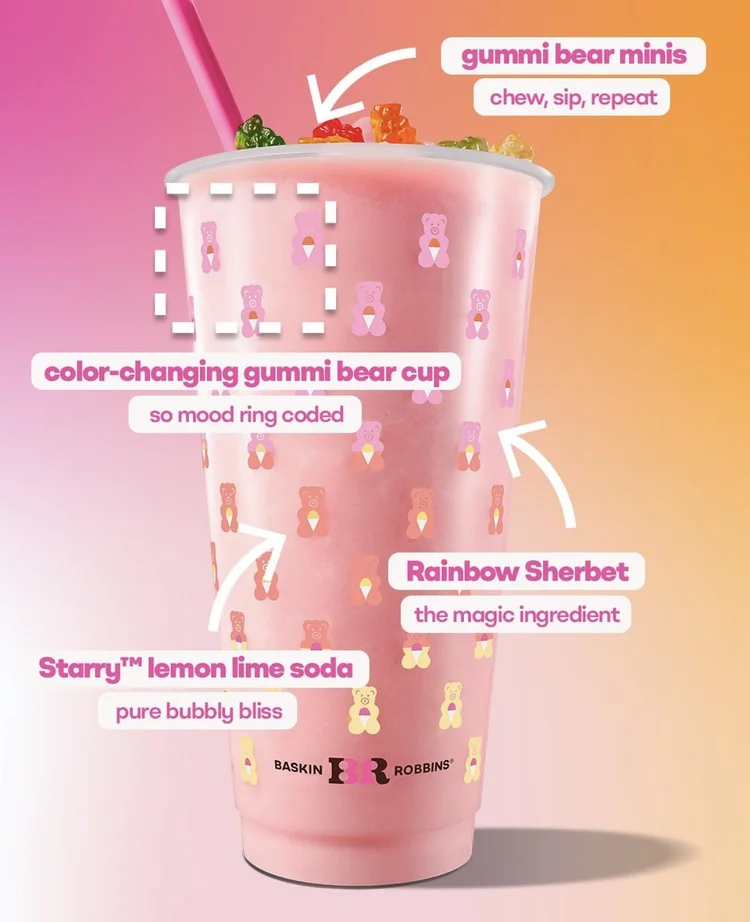 gummi bear minis
chew, sip, repeat
color-changing gummi bear cup
so mood ring coded
Rainbow Sherbet
the magic ingredient
Starry™ lemon lime soda
pure bubbly bliss
BASKIN BR ROBBINS®